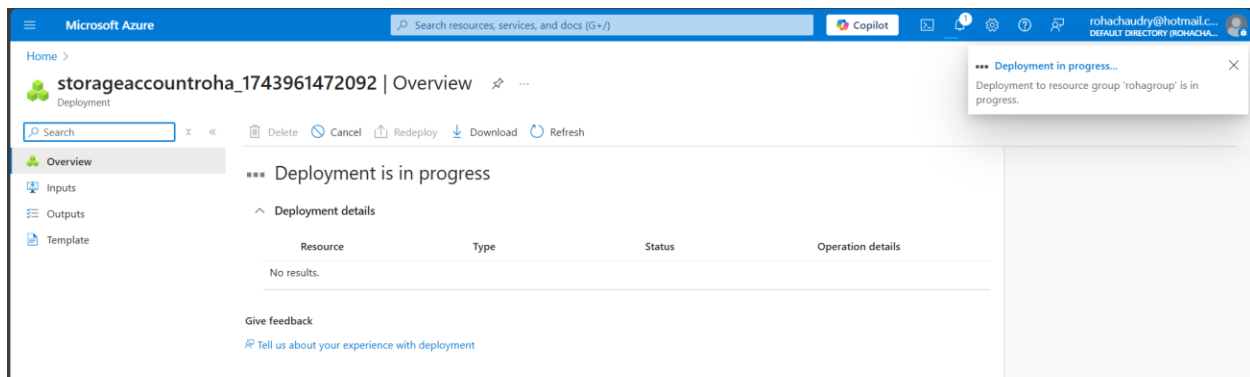 Microsoft Azure
Search resources, services, and docs (G+/)
Copilot
1
rohachaudry@hotmail.c...
DEFAULT DIRECTORY (ROHACHA...
Home >
storageaccountroha_1743961472092 | Overview
Deployment
Deployment in progress...
Deployment to resource group 'rohagroup' is in
progress.
Search
Delete Cancel Redeploy Download Refresh
Overview
Inputs
Outputs
Template
Deployment is in progress
Deployment details
Resource Type Status Operation details
No results.
Give feedback
Tell us about your experience with deployment